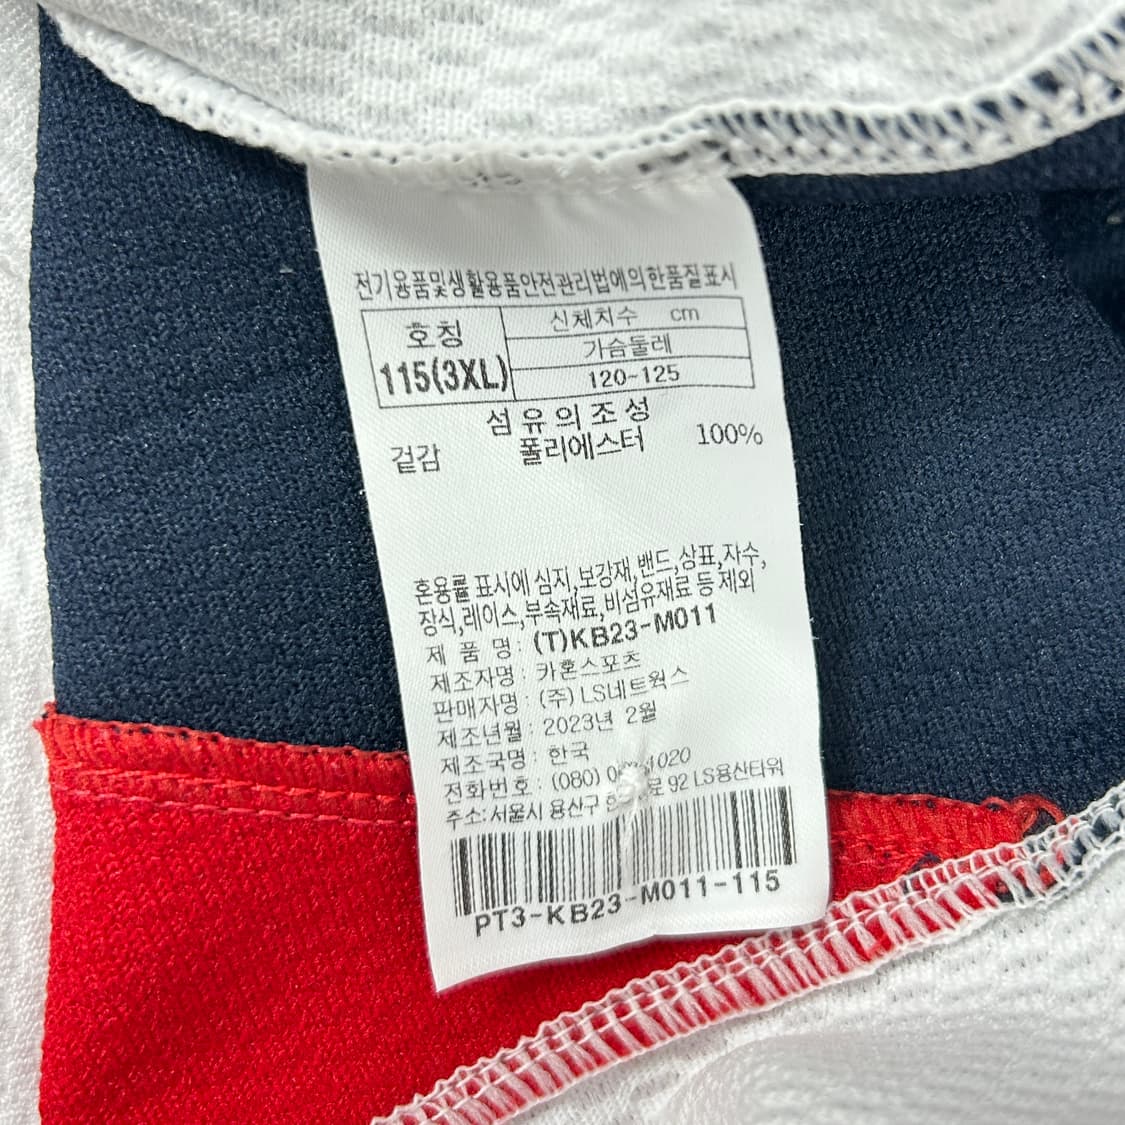 전기용품및생활용품안전관리법에의한품질표시
호칭
115(3XL)
신체치수 cm
가슴둘레
120-125
섬유의조성
겉감 폴리에스터 100%
혼용률 표시에 심지,보강재,밴드,상표,자수,
장식,레이스,부속재료,비섬유재료 등 제외
제 품 명 : (T)KB23-M011
제조자명 : 카혼스포츠
판매자명 : (주) LS네트웍스
제조년월 : 2023년 2월
제조국명 : 한국
전화번호 : (080)
주소:서울시 용산구 92 LS용산타워
PT3-KB23-M011-115